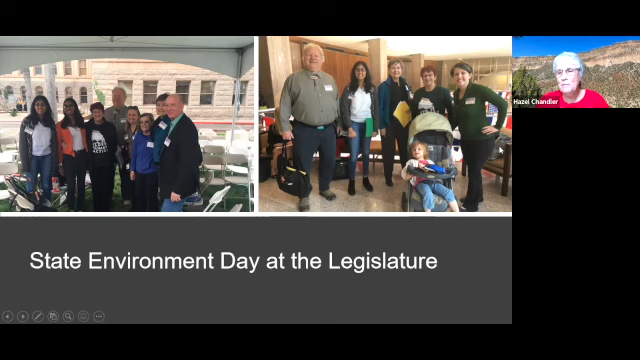 Hazel Chandler
State Environment Day at the Legislature